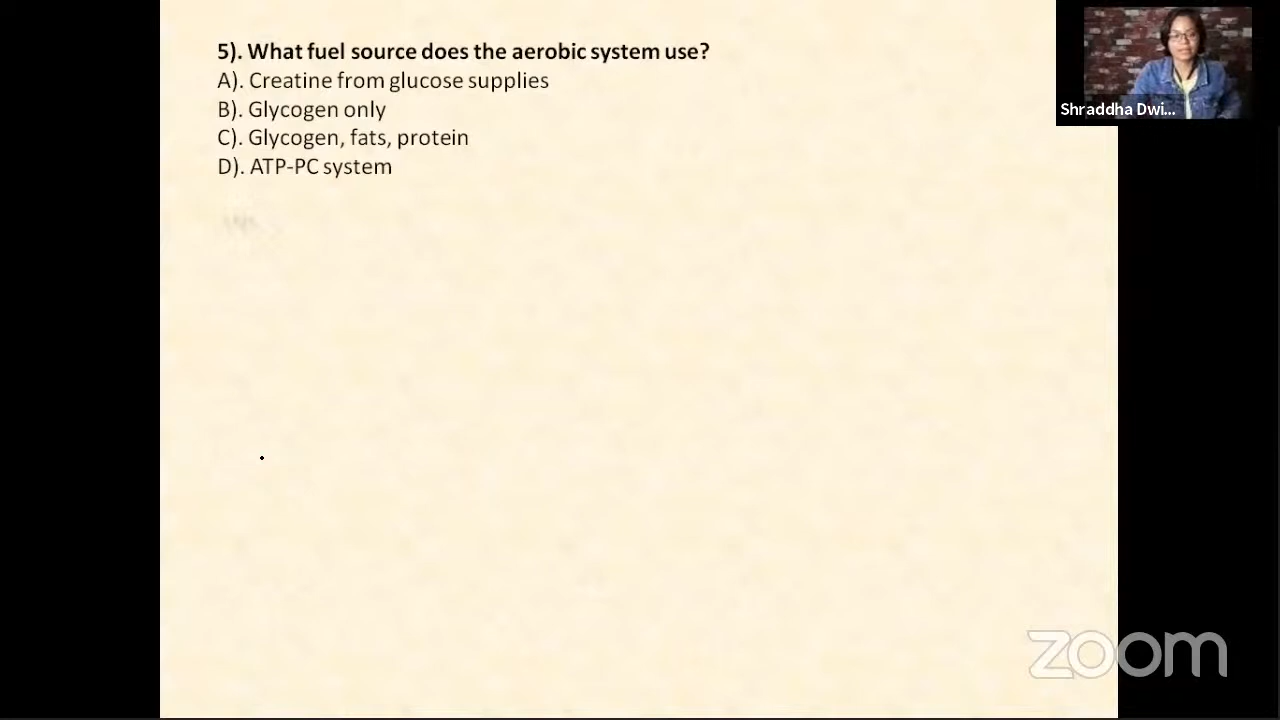 5). What fuel source does the aerobic system use?
A). Creatine from glucose supplies
B). Glycogen only
C). Glycogen, fats, protein
D). ATP-PC system
Shraddha Dwi...
zoom